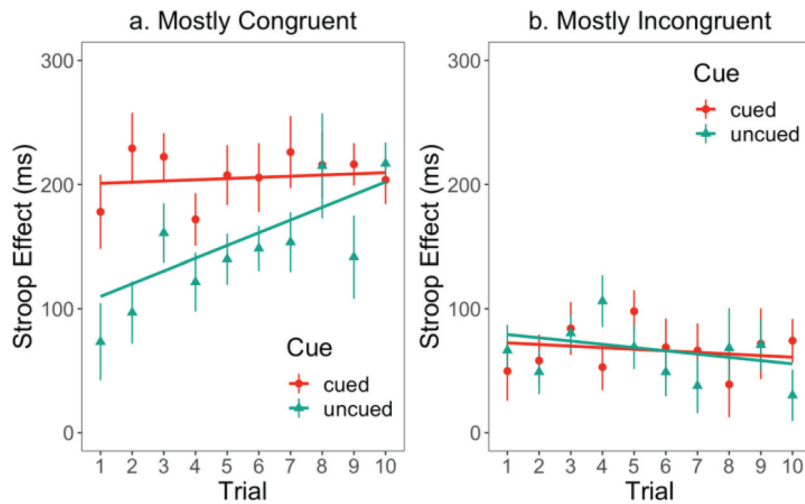 a. Mostly Congruent
b. Mostly Incongruent
Stroop Effect (ms)
300
200
100
0
Cue
cued
uncued
1 2 3 4 5 6 7 8 9 10
Trial
Stroop Effect (ms)
300
200
100
0
Cue
cued
uncued
1 2 3 4 5 6 7 8 9 10
Trial